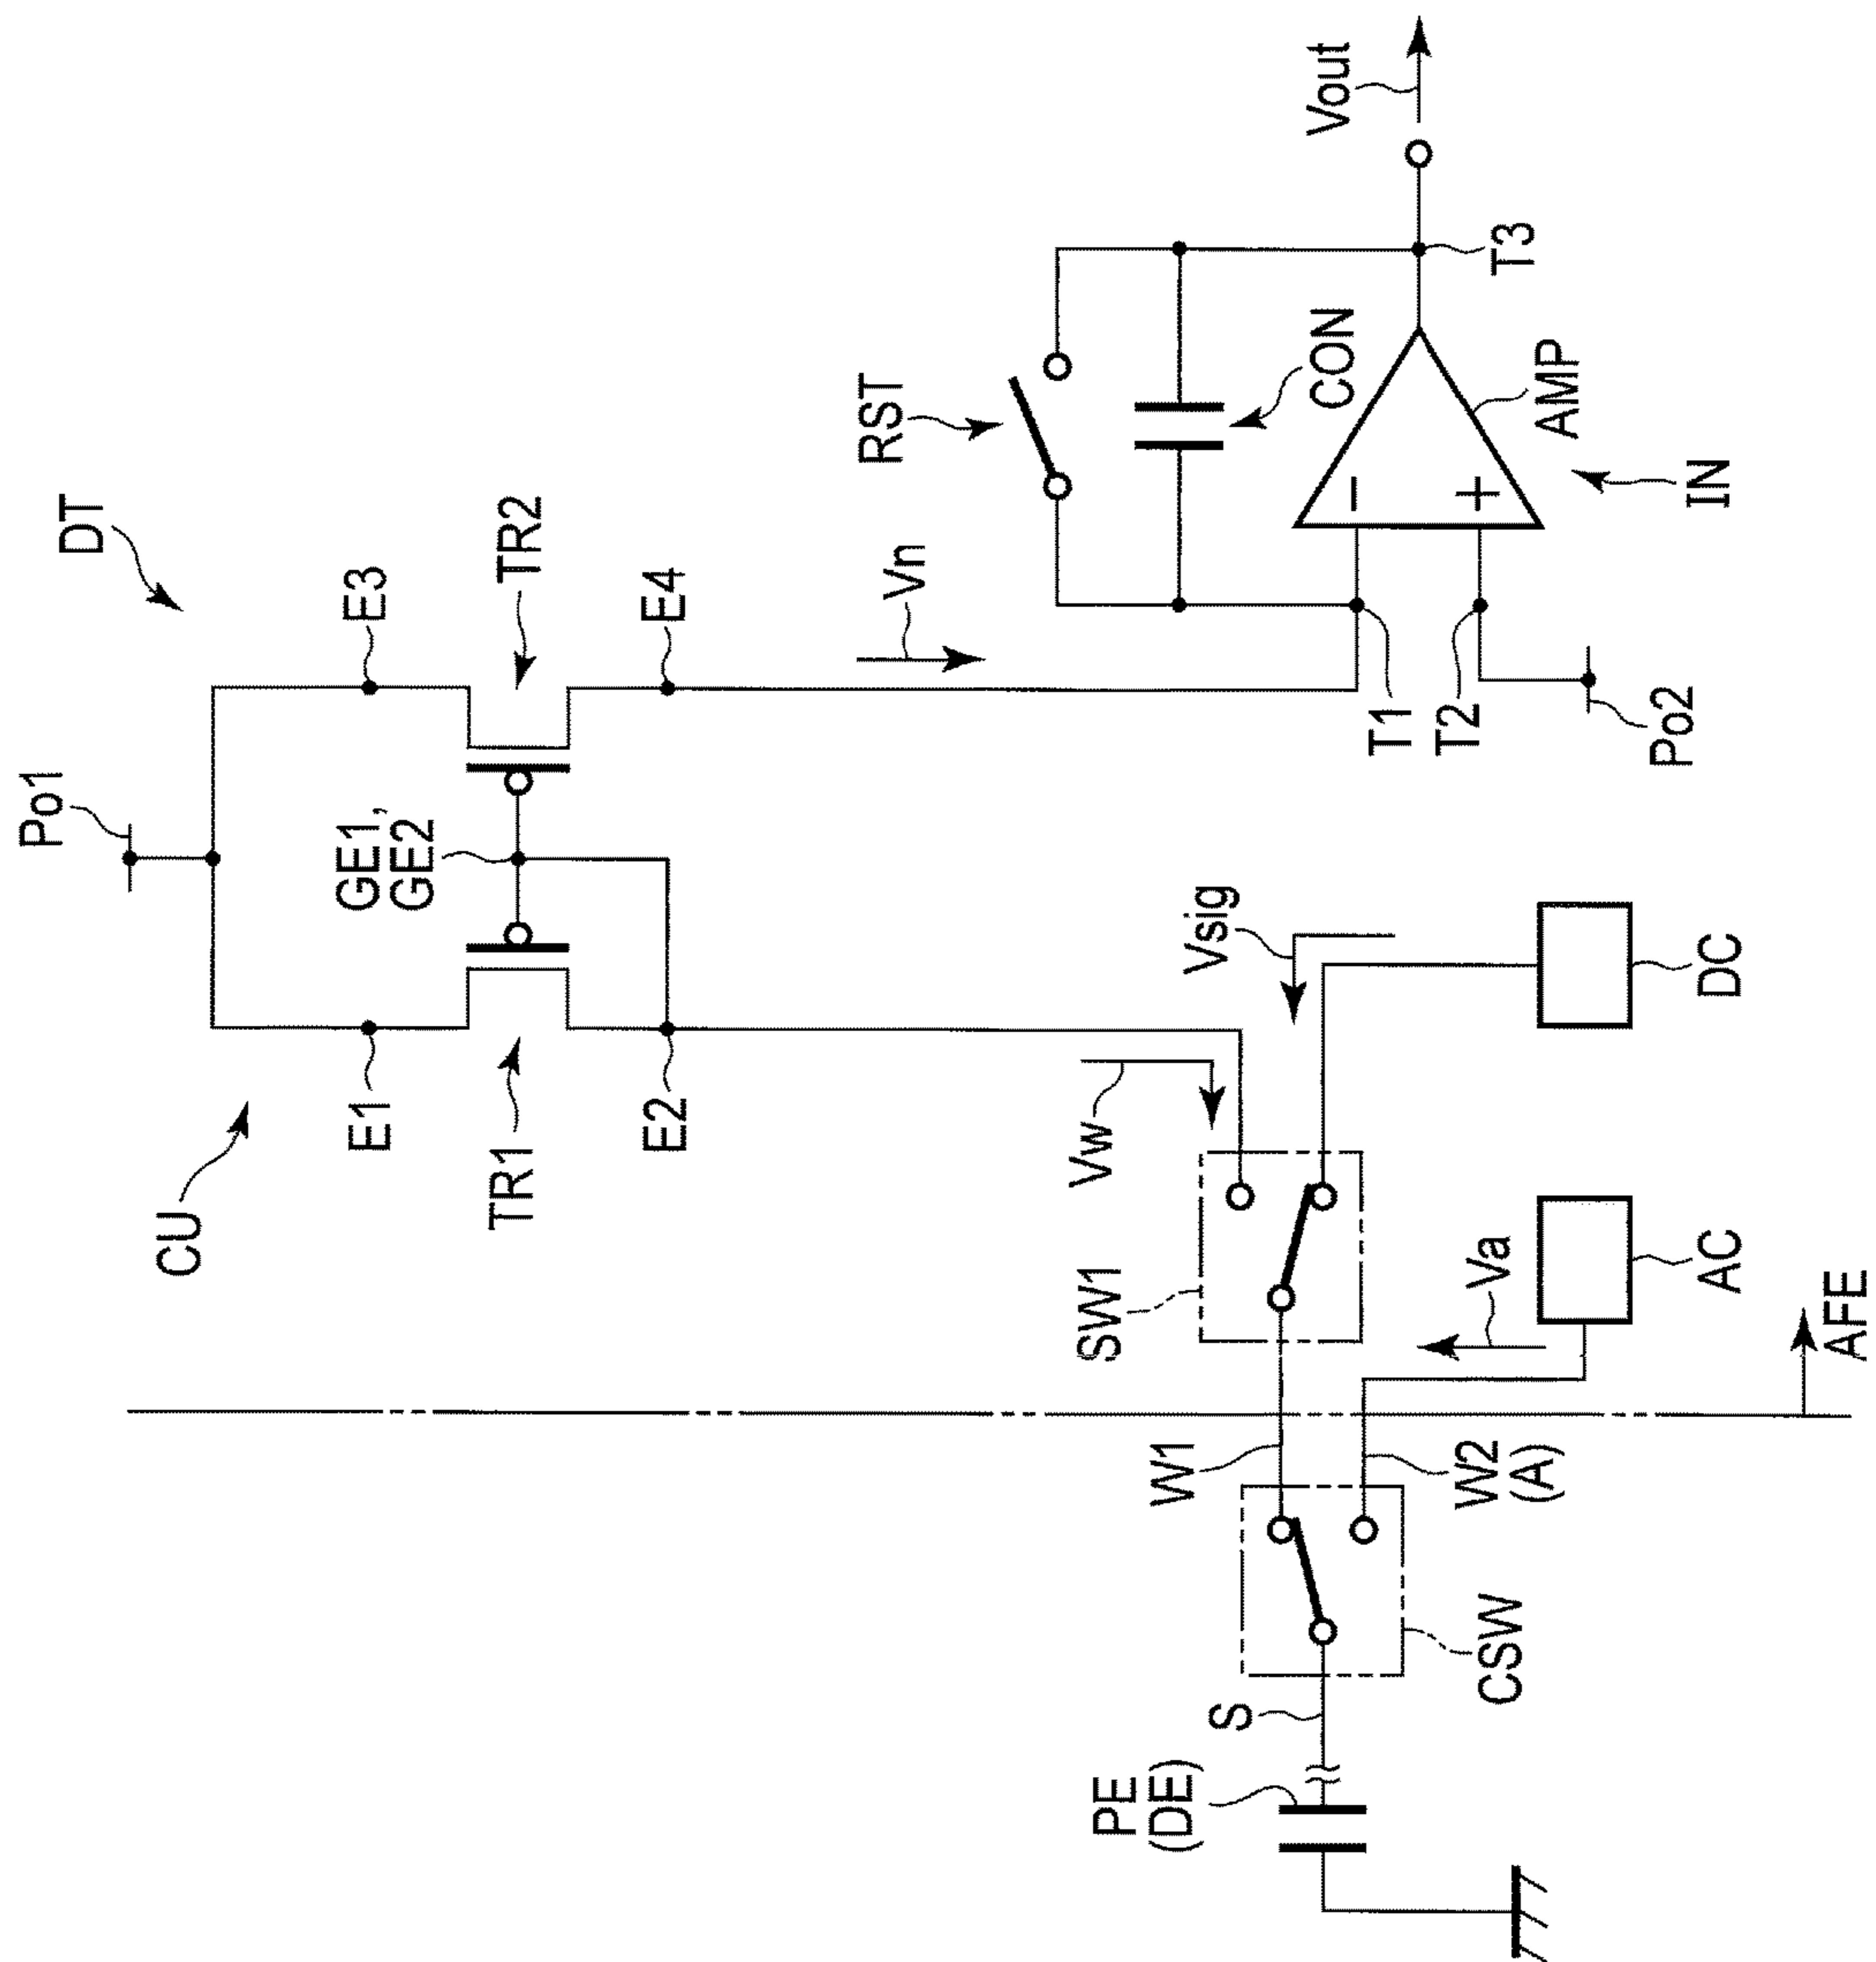 DT
Po1
E3
TR2
GE1,
GE2
E4
E1
TR1
E2
CU
Vn
RST
CON
Vout
T3
AMP
IN
T1
T2
Po2
Vsig
Vw
SW1
DC
AC
Va
AFE
W1
W2
(A)
CSW
S
PE
(DE)
−
+